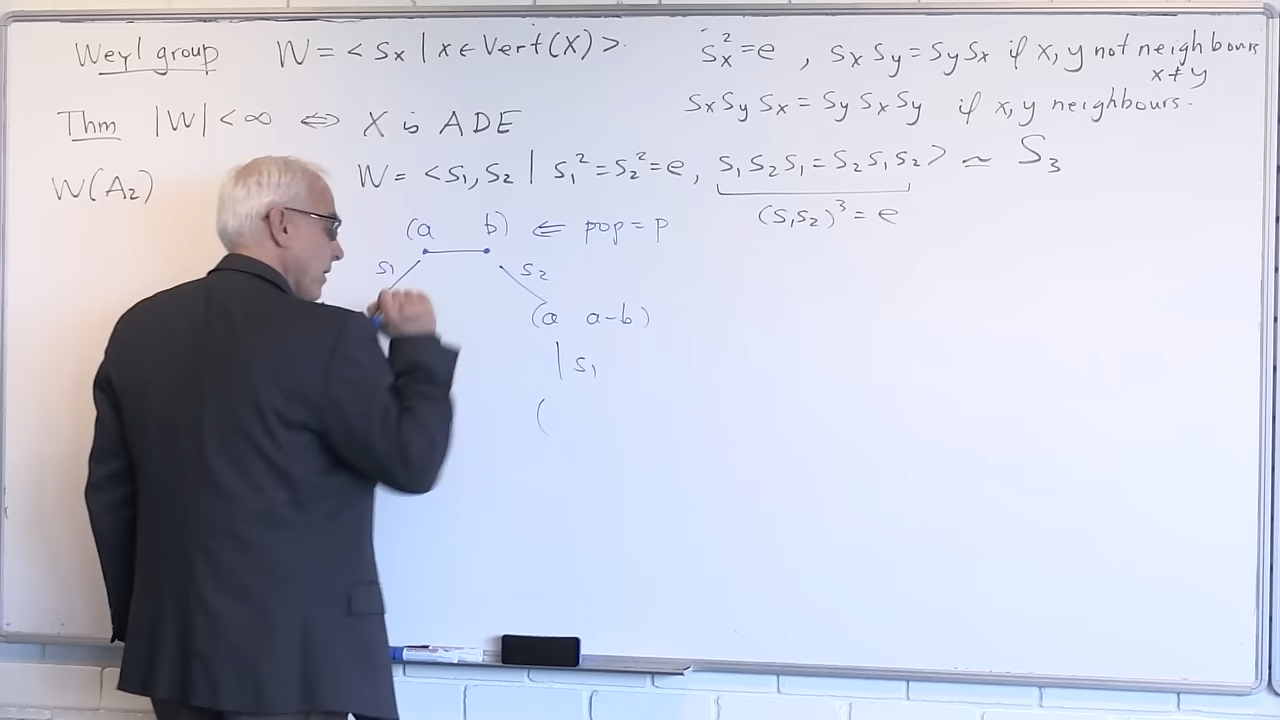 Weyl group W = < s_x | x ∈ Vert(X) >. s_x^2 = e , s_x s_y = s_y s_x if x, y not neighbours
x ≠ y
s_x s_y s_x = s_y s_x s_y if x, y neighbours.
Thm |W| < ∞ ⇔ X is ADE
W(A_2) W = < s_1, s_2 | s_1^2 = s_2^2 = e, s_1 s_2 s_1 = s_2 s_1 s_2 > ≃ S_3
(s_1 s_2)^3 = e
(a b) ⇐ pop = p
s_1 s_2
(a a-b)
| s_1
(